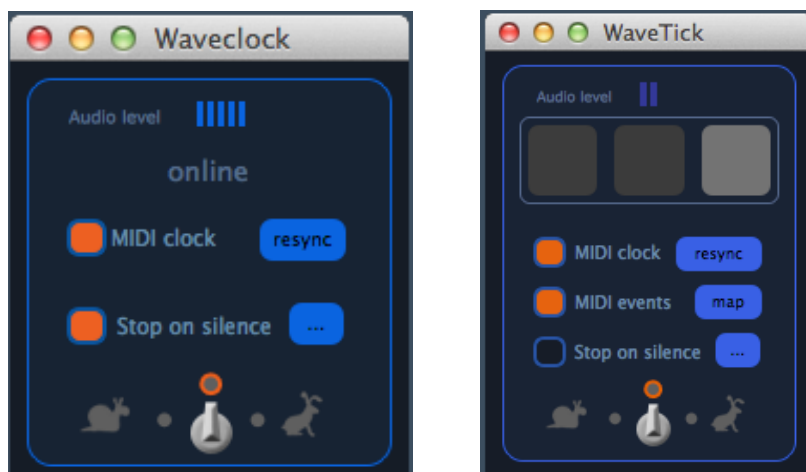 Waveclock
Audio level
online
MIDI clock
resync
Stop on silence
...
WaveTick
Audio level
MIDI clock
resync
MIDI events
map
Stop on silence
...